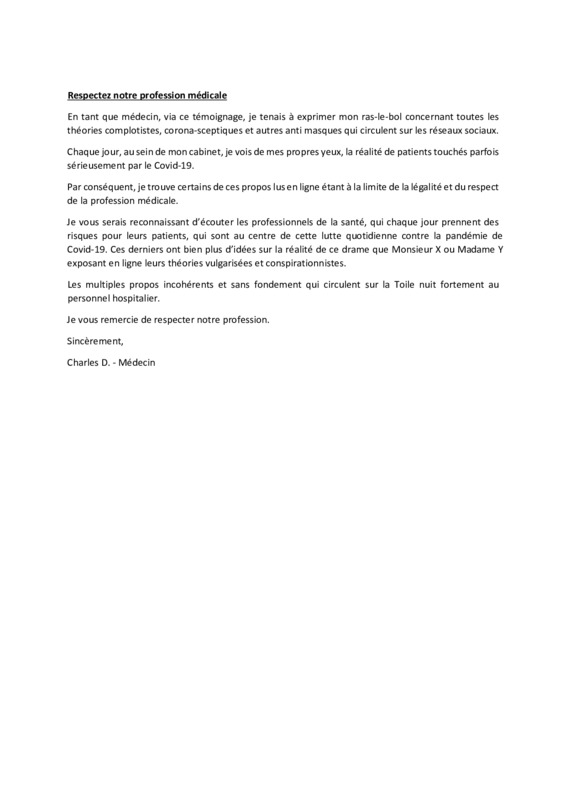 Respectez notre profession médicale
En tant que médecin, via ce témoignage, je tenais à exprimer mon ras-le-bol concernant toutes les
théories complotistes, corona-sceptiques et autres anti masques qui circulent sur les réseaux sociaux.
Chaque jour, au sein de mon cabinet, je vois de mes propres yeux, la réalité de patients touchés parfois
sérieusement par le Covid-19.
Par conséquent, je trouve certains de ces propos lus en ligne étant à la limite de la légalité et du respect
de la profession médicale.
Je vous serais reconnaissant d’écouter les professionnels de la santé, qui chaque jour prennent des
risques pour leurs patients, qui sont au centre de cette lutte quotidienne contre la pandémie de
Covid-19. Ces derniers ont bien plus d’idées sur la réalité de ce drame que Monsieur X ou Madame Y
exposant en ligne leurs théories vulgarisées et conspirationnistes.
Les multiples propos incohérents et sans fondement qui circulent sur la Toile nuit fortement au
personnel hospitalier.
Je vous remercie de respecter notre profession.
Sincèrement,
Charles D. - Médecin